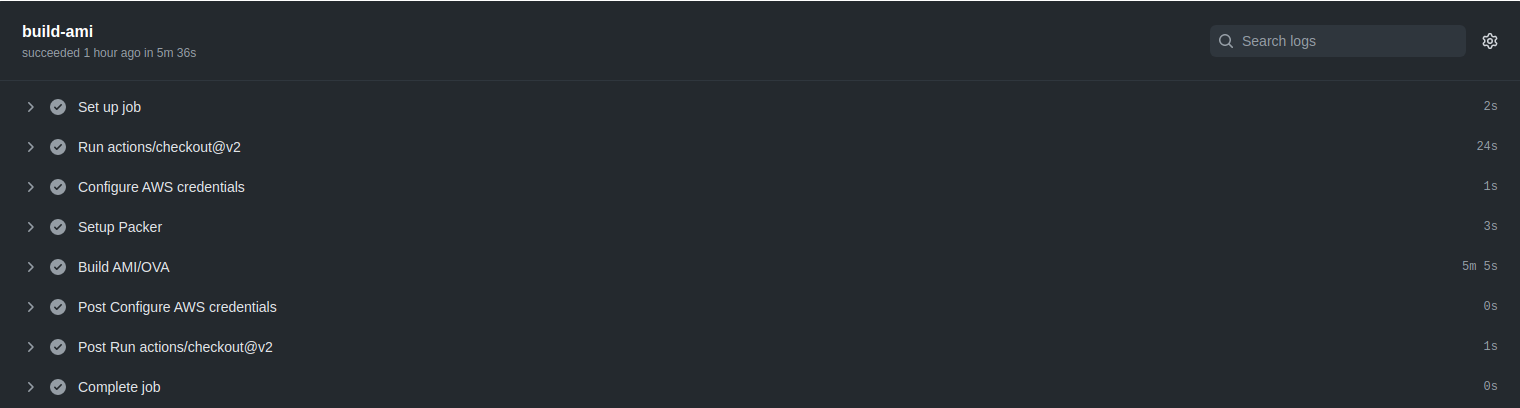 build-ami
succeeded 1 hour ago in 5m 36s
Search logs
Set up job 2s
Run actions/checkout@v2 24s
Configure AWS credentials 1s
Setup Packer 3s
Build AMI/OVA 5m 5s
Post Configure AWS credentials 0s
Post Run actions/checkout@v2 1s
Complete job 0s